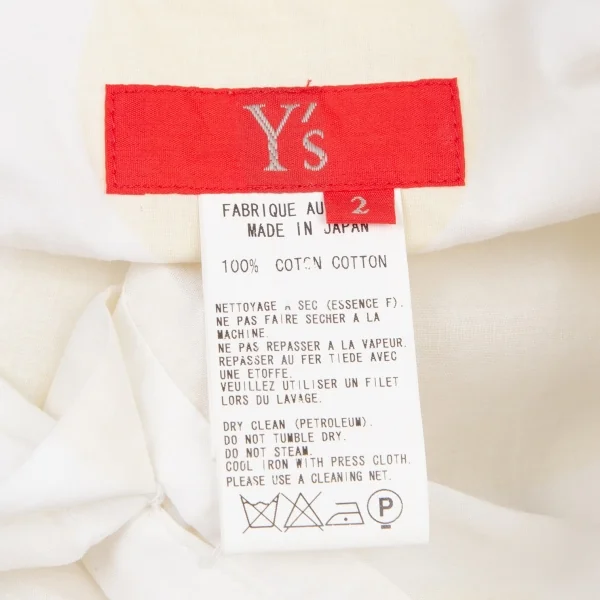 Y's
2
FABRIQUE AU
MADE IN JAPAN
100% COTON COTTON
NETTOYAGE A SEC (ESSENCE F).
NE PAS FAIRE SECHER A LA
MACHINE.
NE PAS REPASSER A LA VAPEUR.
REPASSER AU FER TIEDE AVEC
UNE ETOFFE.
VEUILLEZ UTILISER UN FILET
LORS DU LAVAGE.
DRY CLEAN (PETROLEUM).
DO NOT TUMBLE DRY.
DO NOT STEAM.
COOL IRON WITH PRESS CLOTH.
PLEASE USE A CLEANING NET.
P